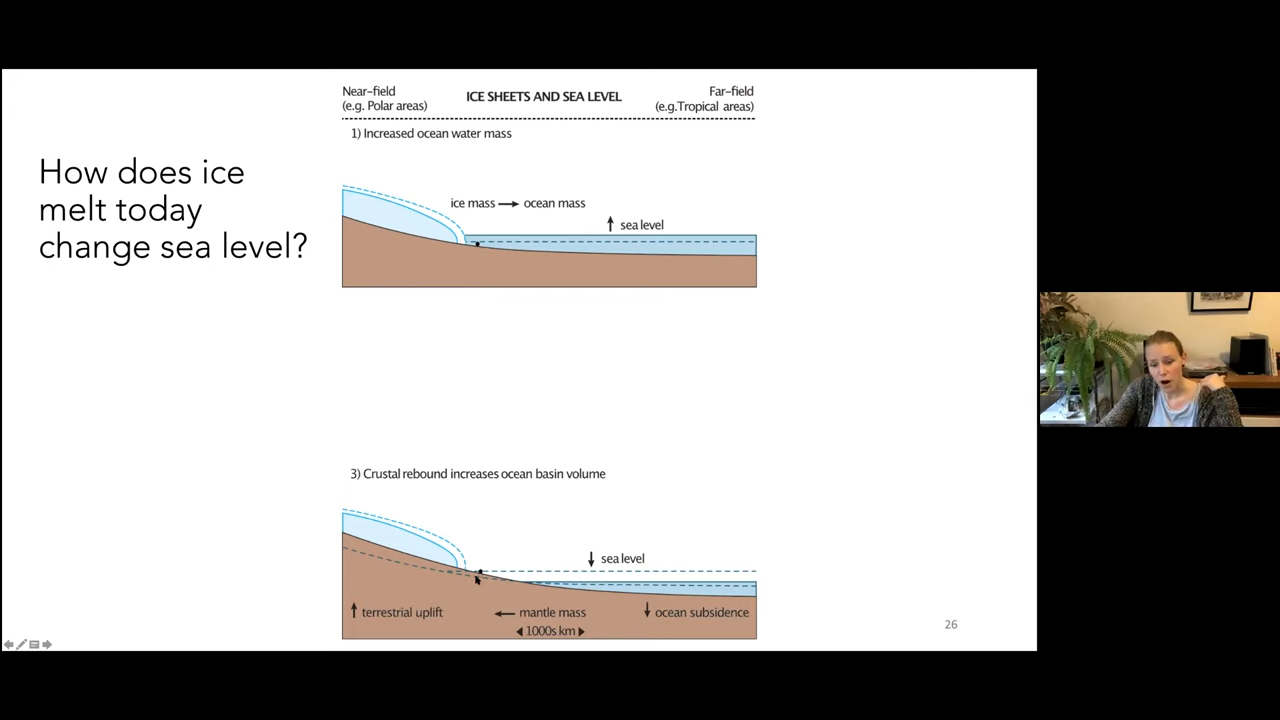 Near-field
(e.g. Polar areas)
ICE SHEETS AND SEA LEVEL
Far-field
(e.g.Tropical areas)
1) Increased ocean water mass
How does ice
melt today
change sea level?
ice mass → ocean mass
↑ sea level
3) Crustal rebound increases ocean basin volume
↓ sea level
↑ terrestrial uplift
← mantle mass
↓ ocean subsidence
◀ 1000s km ▶
26